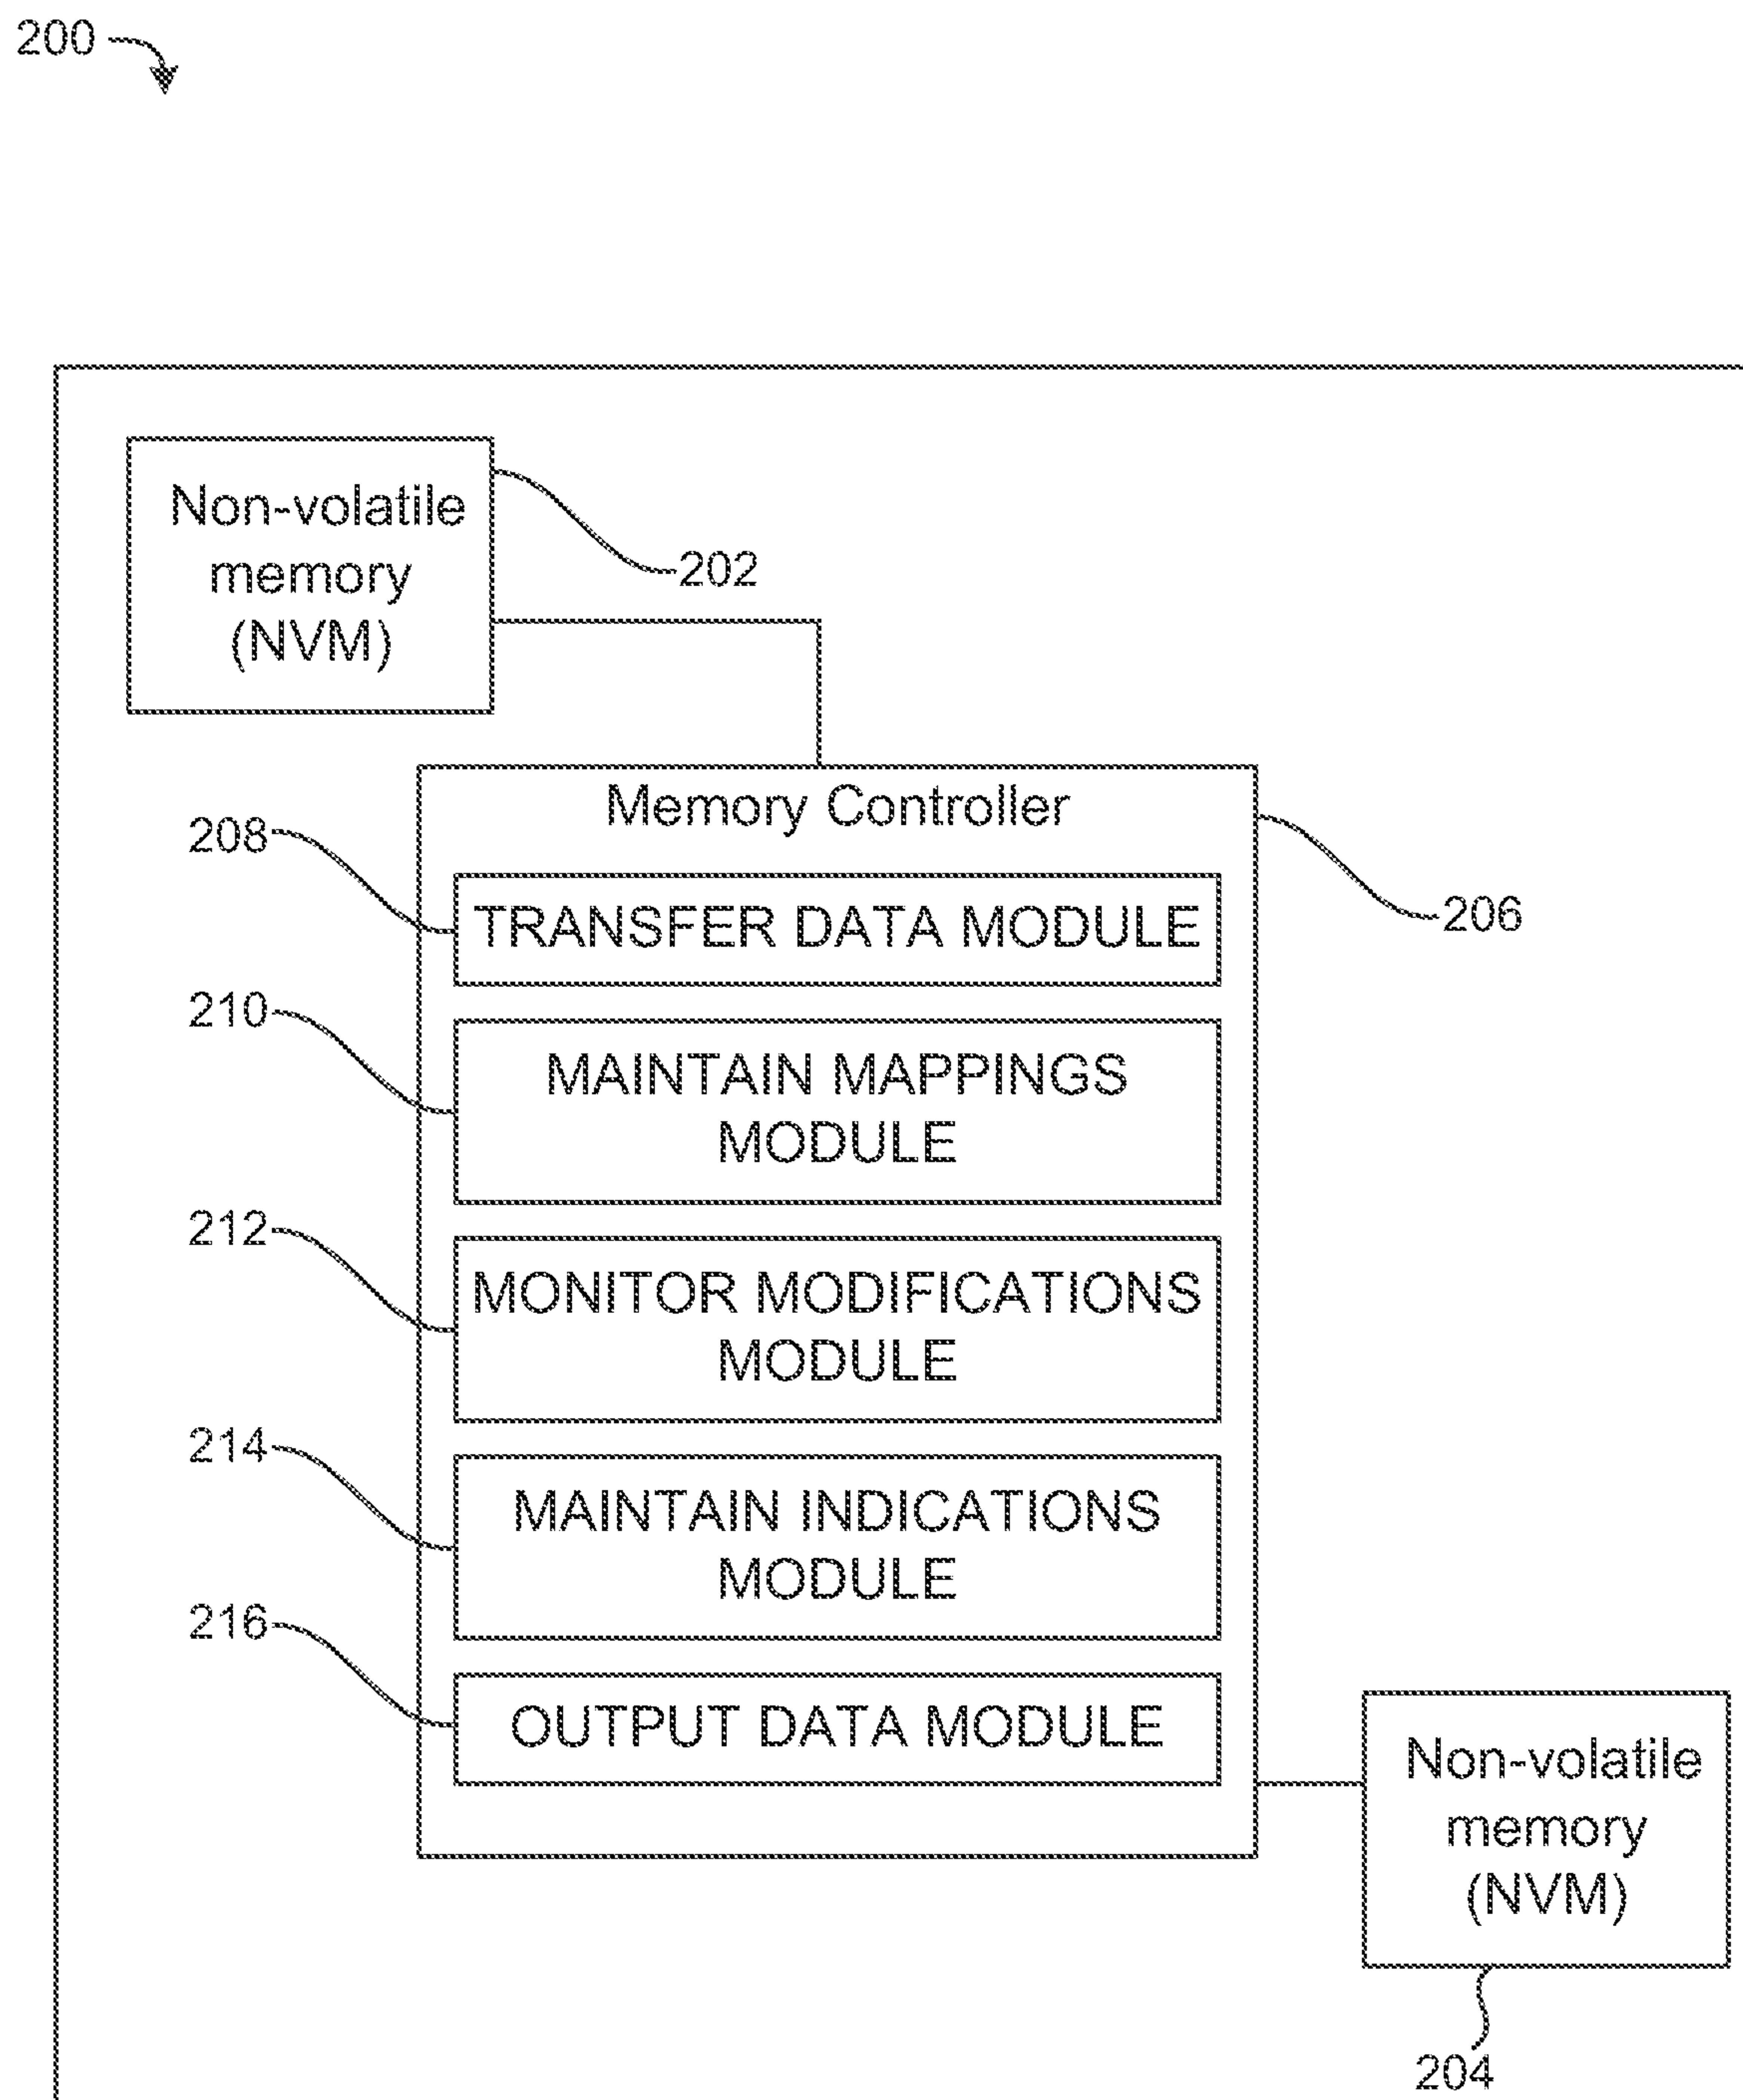 200
Non-volatile
memory
(NVM)
202
Memory Controller
208
TRANSFER DATA MODULE
206
210
MAINTAIN MAPPINGS
MODULE
212
MONITOR MODIFICATIONS
MODULE
214
MAINTAIN INDICATIONS
MODULE
216
OUTPUT DATA MODULE
Non-volatile
memory
(NVM)
204